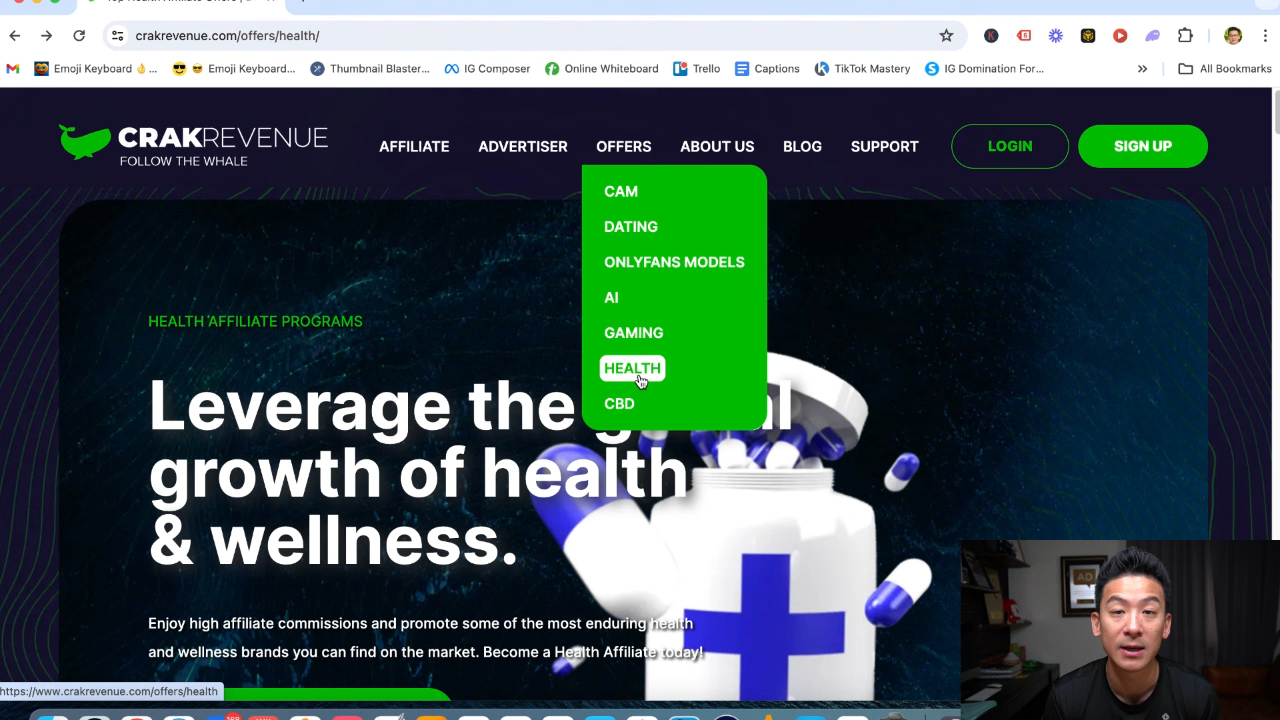 Top Health Affiliate Offers |
crakrevenue.com/offers/health/
Emoji Keyboard 👌 ...
😎 Emoji Keyboard...
Thumbnail Blaster...
IG Composer
Online Whiteboard
Trello
Captions
TikTok Mastery
IG Domination For...
»
All Bookmarks
CRAKREVENUE
FOLLOW THE WHALE
AFFILIATE
ADVERTISER
OFFERS
ABOUT US
BLOG
SUPPORT
LOGIN
SIGN UP
CAM
DATING
ONLYFANS MODELS
AI
GAMING
HEALTH
CBD
HEALTH AFFILIATE PROGRAMS
Leverage the
growth of health
& wellness.
Enjoy high affiliate commissions and promote some of the most enduring health
and wellness brands you can find on the market. Become a Health Affiliate today!
https://www.crakrevenue.com/offers/health